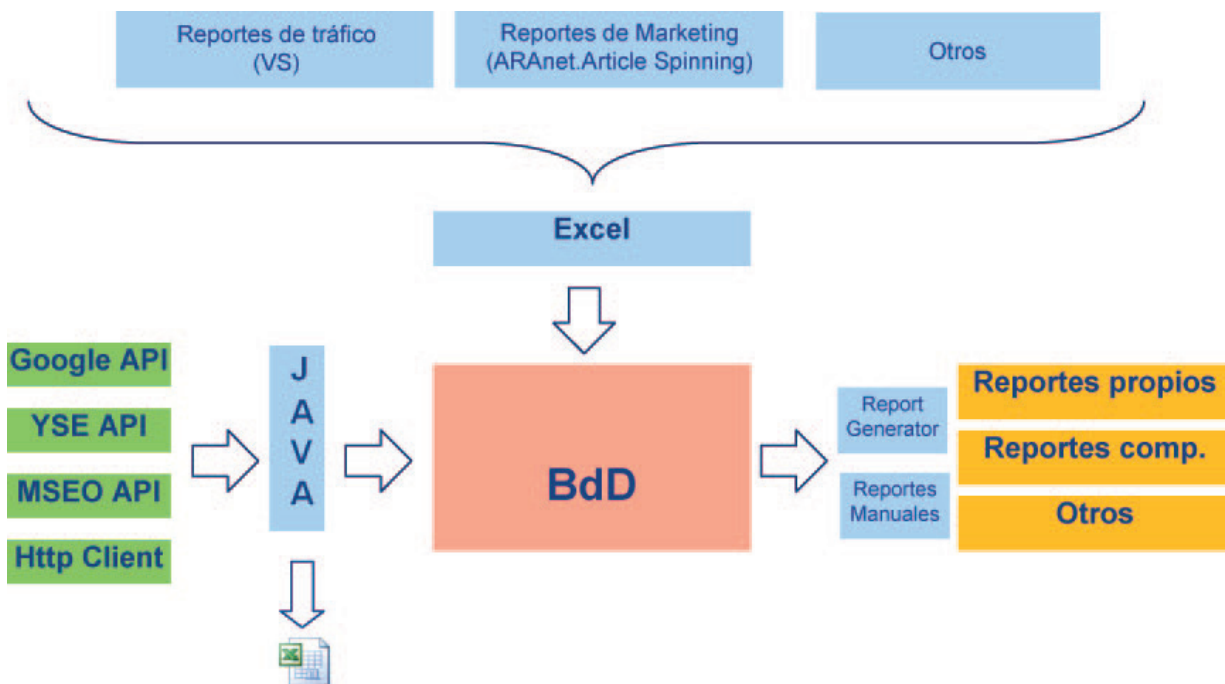 Reportes de tráfico
(VS)
Reportes de Marketing
(ARAnet.Article Spinning)
Otros
Excel
Google API
YSE API
MSEO API
Http Client
J
A
V
A
BdD
Report
Generator
Reportes
Manuales
Reportes propios
Reportes comp.
Otros